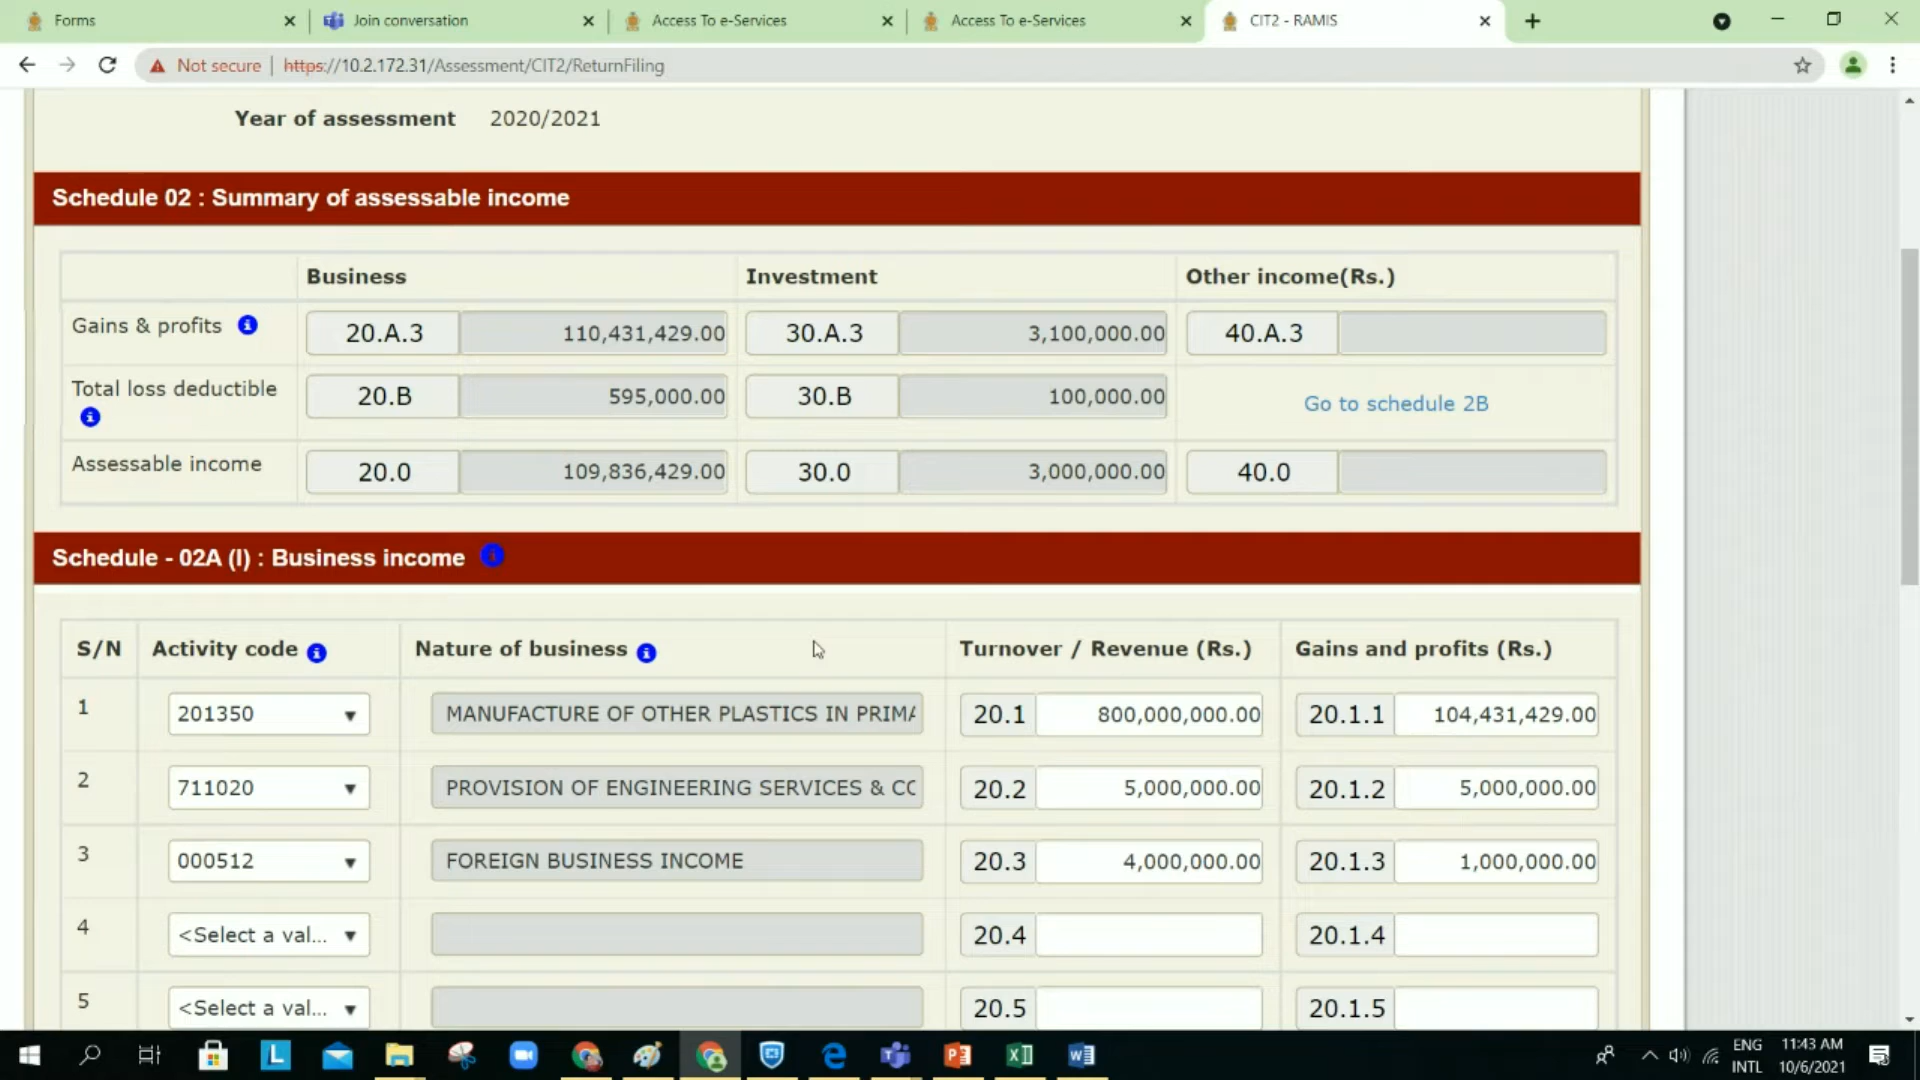 Forms
Join conversation
Access To e-Services
Access To e-Services
CIT2 - RAMIS
Not secure | https://10.2.172.31/Assessment/CIT2/ReturnFiling
Year of assessment 2020/2021
Schedule 02 : Summary of assessable income
Business Investment Other income(Rs.)
Gains & profits 20.A.3 110,431,429.00 30.A.3 3,100,000.00 40.A.3
Total loss deductible 20.B 595,000.00 30.B 100,000.00 Go to schedule 2B
Assessable income 20.0 109,836,429.00 30.0 3,000,000.00 40.0
Schedule - 02A (I) : Business income
S/N Activity code Nature of business Turnover / Revenue (Rs.) Gains and profits (Rs.)
1 201350 MANUFACTURE OF OTHER PLASTICS IN PRIMA 20.1 800,000,000.00 20.1.1 104,431,429.00
2 711020 PROVISION OF ENGINEERING SERVICES & CO 20.2 5,000,000.00 20.1.2 5,000,000.00
3 000512 FOREIGN BUSINESS INCOME 20.3 4,000,000.00 20.1.3 1,000,000.00
4 <Select a val... 20.4 20.1.4
5 <Select a val... 20.5 20.1.5
ENG 11:43 AM
INTL 10/6/2021